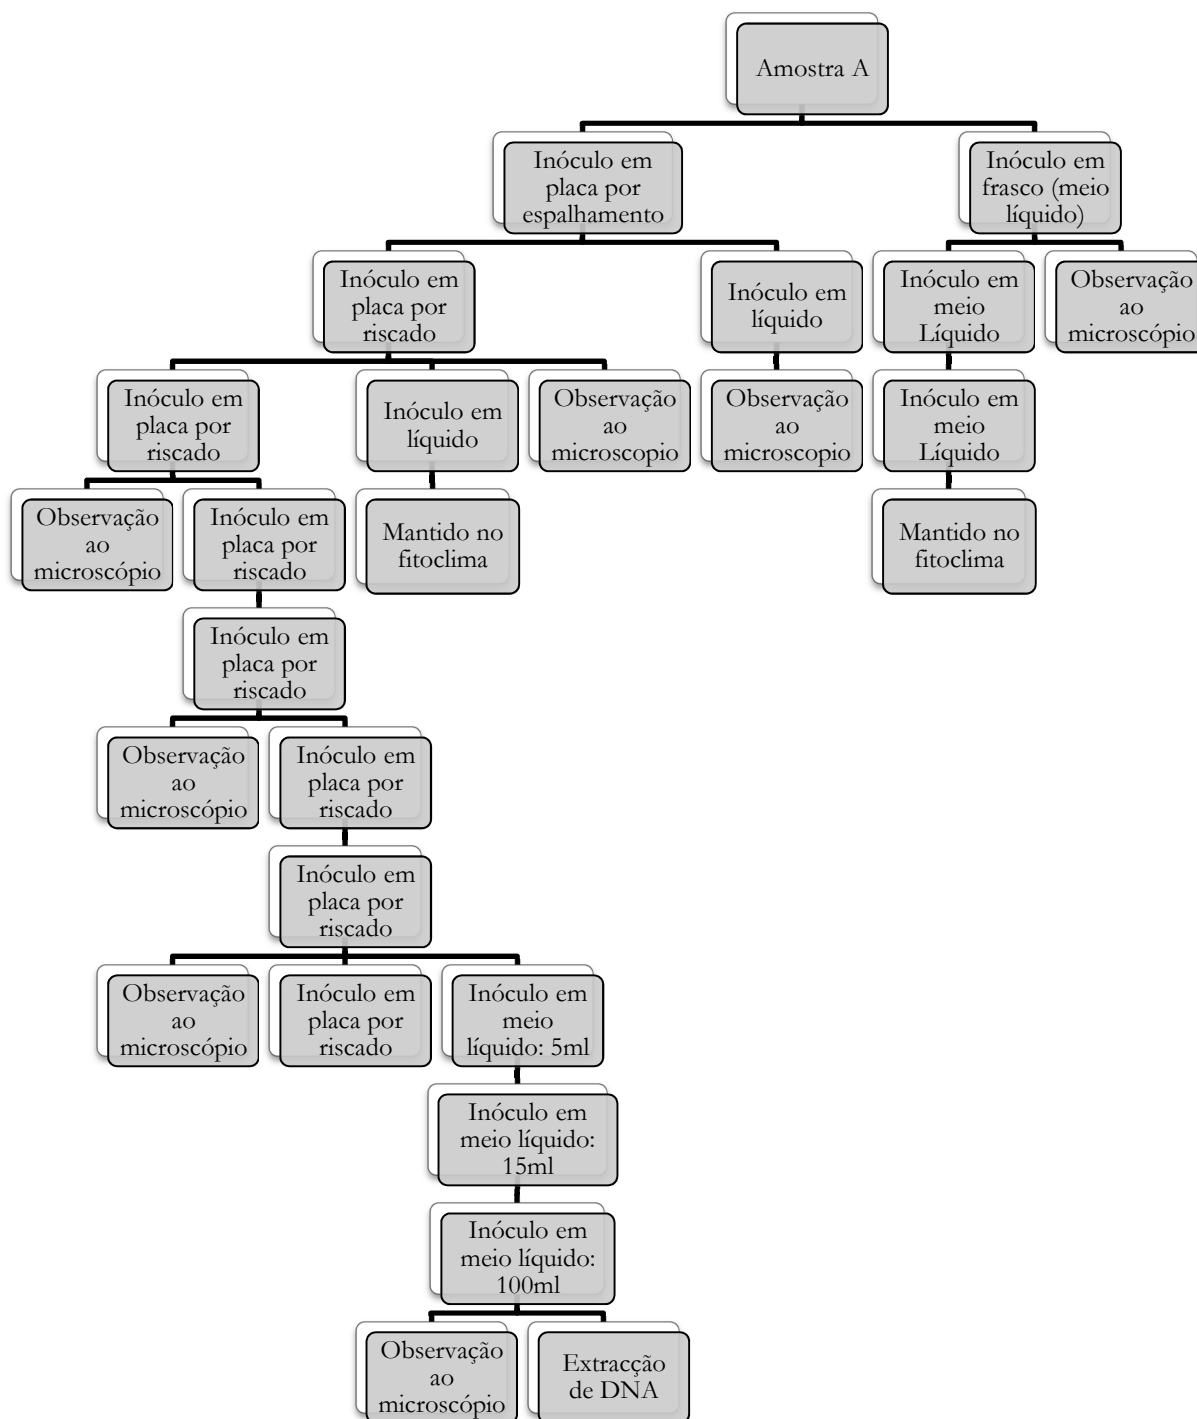 Amostra A
Inóculo em
placa por
espalhamento
Inóculo em
frasco (meio
líquido)
Inóculo em
placa por
riscado
Inóculo em
líquido
Inóculo em
meio
Líquido
Observação
ao
microscópio
Inóculo em
placa por
riscado
Inóculo em
líquido
Observação
ao
microscopio
Observação
ao
microscopio
Inóculo em
meio
Líquido
Observação
ao
microscópio
Inóculo em
placa por
riscado
Mantido no
fitoclima
Mantido no
fitoclima
Inóculo em
placa por
riscado
Observação
ao
microscópio
Inóculo em
placa por
riscado
Inóculo em
placa por
riscado
Observação
ao
microscópio
Inóculo em
placa por
riscado
Inóculo em
meio
líquido: 5ml
Inóculo em
meio líquido:
15ml
Inóculo em
meio líquido:
100ml
Observação
ao
microscópio
Extracção
de DNA